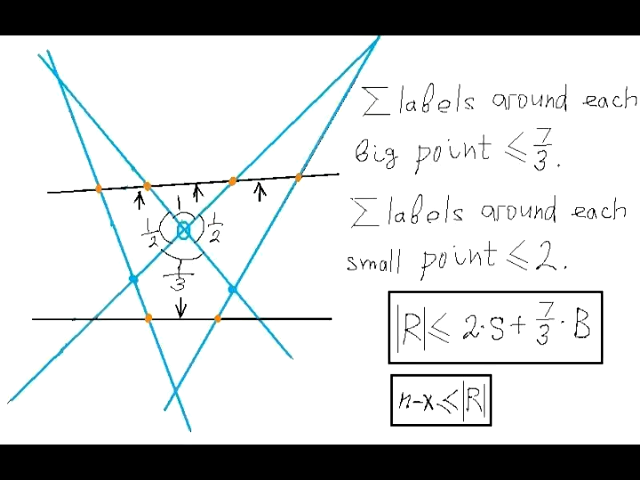 ∑ labels around each
big point ⩽ 7/3.
∑ labels around each
small point ⩽ 2.
|R| ⩽ 2·S + 7/3 · B
n-x ⩽ |R|
1
1/2 1/2
1/3